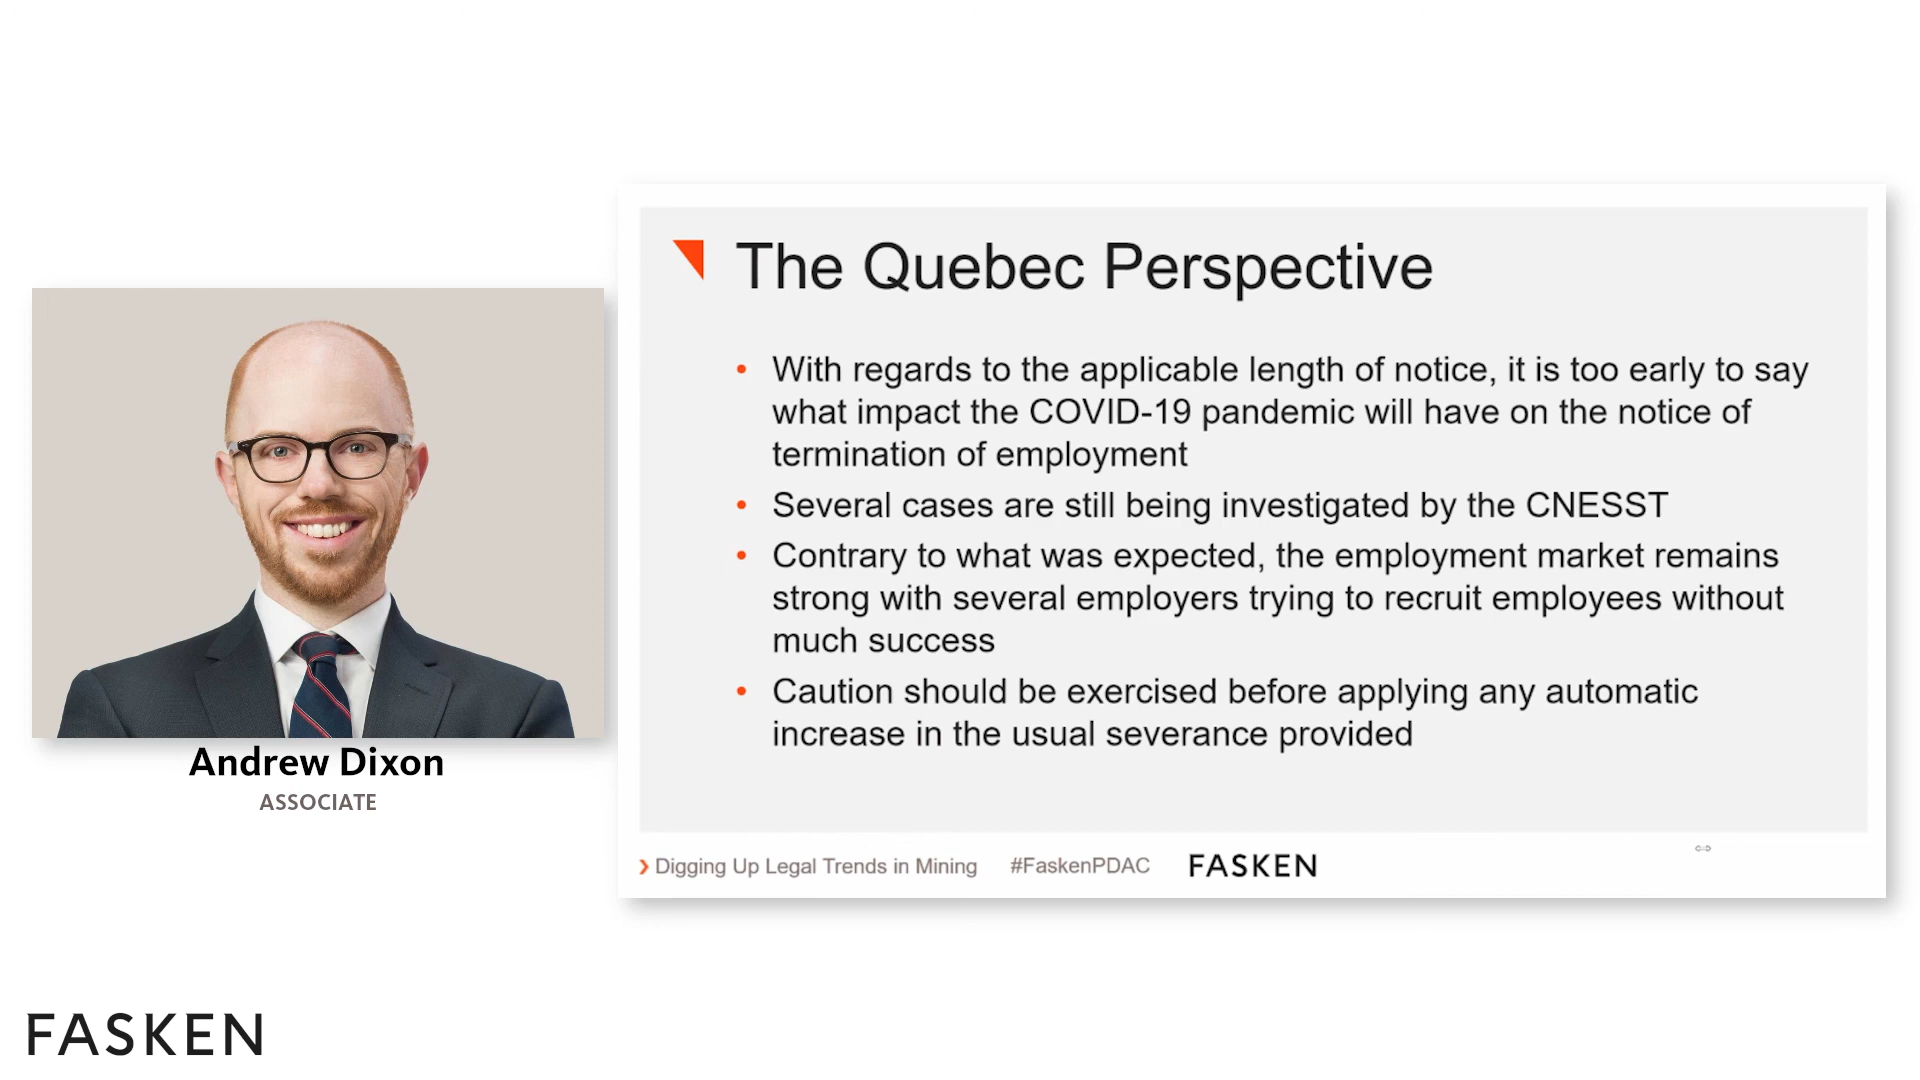 The Quebec Perspective
• With regards to the applicable length of notice, it is too early to say
what impact the COVID-19 pandemic will have on the notice of
termination of employment
• Several cases are still being investigated by the CNESST
• Contrary to what was expected, the employment market remains
strong with several employers trying to recruit employees without
much success
• Caution should be exercised before applying any automatic
increase in the usual severance provided
Digging Up Legal Trends in Mining #FaskenPDAC FASKEN
Andrew Dixon
ASSOCIATE
FASKEN